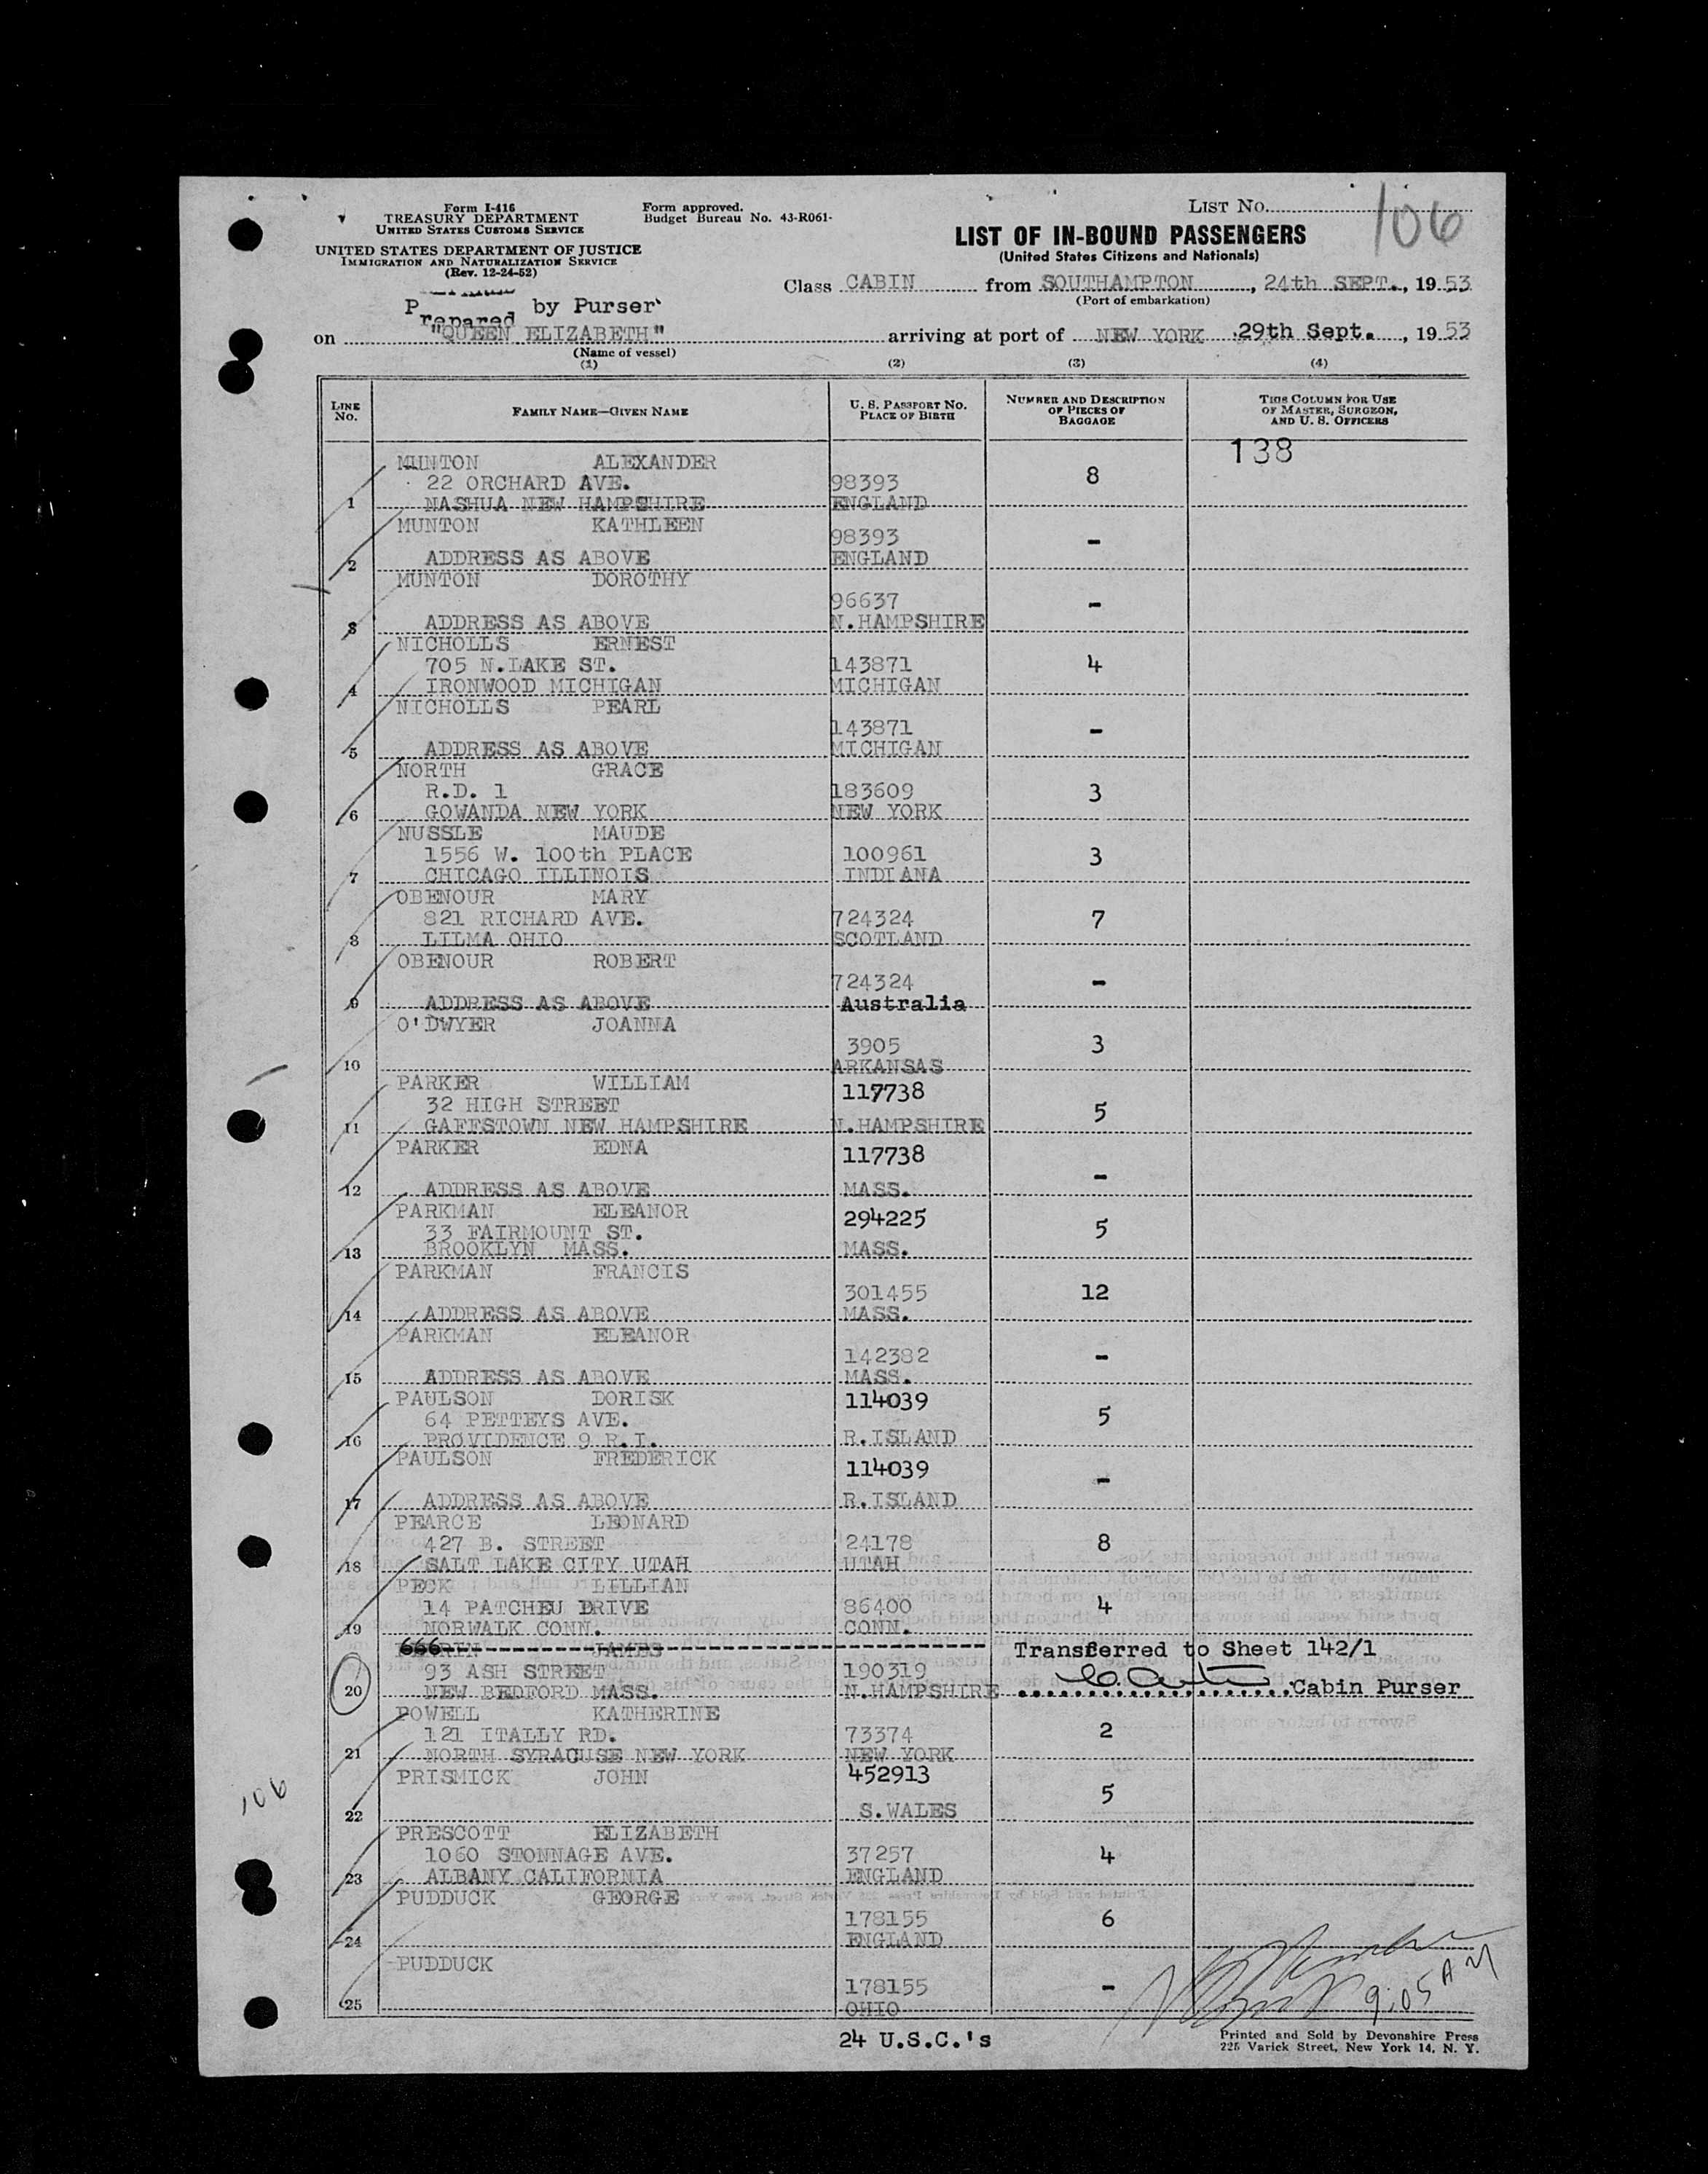 Form I-416
TREASURY DEPARTMENT
UNITED STATES CUSTOMS SERVICE
UNITED STATES DEPARTMENT OF JUSTICE
IMMIGRATION AND NATURALIZATION SERVICE
(Rev. 12-24-52)
Form approved.
Budget Bureau No. 43-R061-
LIST No. 106
LIST OF IN-BOUND PASSENGERS
(United States Citizens and Nationals)
Class CABIN from SOUTHAMPTON, 24th SEPT., 1953
(Port of embarkation)
Prepared by Purser
on "QUEEN ELIZABETH" arriving at port of NEW YORK 29th Sept., 1953
(Name of vessel)
(1) (2) (3) (4)
LINE No. FAMILY NAME—GIVEN NAME U. S. PASSPORT No. PLACE OF BIRTH NUMBER AND DESCRIPTION OF PIECES OF BAGGAGE THIS COLUMN FOR USE OF MASTER, SURGEON, AND U. S. OFFICERS
138
MUNTON ALEXANDER
22 ORCHARD AVE. 98393 8
1 NASHUA NEW HAMPSHIRE ENGLAND
MUNTON KATHLEEN
98393 -
2 ADDRESS AS ABOVE ENGLAND
MUNTON DOROTHY
96637 -
3 ADDRESS AS ABOVE N.HAMPSHIRE
NICHOLLS ERNEST
705 N.LAKE ST. 143871 4
4 IRONWOOD MICHIGAN MICHIGAN
NICHOLLS PEARL
143871 -
5 ADDRESS AS ABOVE MICHIGAN
NORTH GRACE
R.D. 1 183609 3
6 GOWANDA NEW YORK NEW YORK
NUSSLE MAUDE
1556 W. 100th PLACE 100961 3
7 CHICAGO ILLINOIS INDIANA
OBENOUR MARY
821 RICHARD AVE. 724324 7
8 LILMA OHIO SCOTLAND
OBENOUR ROBERT
724324 -
9 ADDRESS AS ABOVE Australia
O'DWYER JOANNA
3905 3
10 ARKANSAS
PARKER WILLIAM 117738
32 HIGH STREET 5
11 GAFFSTOWN NEW HAMPSHIRE N.HAMPSHIRE
PARKER EDNA 117738
-
12 ADDRESS AS ABOVE MASS.
PARKMAN ELEANOR 294225
33 FAIRMOUNT ST. 5
13 BROOKLYN MASS. MASS.
PARKMAN FRANCIS
301455 12
14 ADDRESS AS ABOVE MASS.
PARKMAN ELEANOR
142382 -
15 ADDRESS AS ABOVE MASS.
PAULSON DORISK 114039
64 PETTEYS AVE. 5
16 PROVIDENCE 9 R.I. R.ISLAND
PAULSON FREDERICK 114039
-
17 ADDRESS AS ABOVE R.ISLAND
PEARCE LEONARD
427 B. STREET 24178 8
18 SALT LAKE CITY UTAH UTAH
PECK LILLIAN
14 PATCHEU DRIVE 86400 4
19 NORWALK CONN. CONN.
JAMES Transferred to Sheet 142/1
93 ASH STREET 190319
20 NEW BEDFORD MASS. N.HAMPSHIRE Cabin Purser
POWELL KATHERINE
121 ITALLY RD. 73374 2
21 NORTH SYRACUSE NEW YORK NEW YORK
PRISMICK JOHN 452913
5
22 S.WALES
PRESCOTT ELIZABETH
1060 STONNAGE AVE. 37257 4
23 ALBANY CALIFORNIA ENGLAND
PUDDUCK GEORGE
178155 6
24 ENGLAND
PUDDUCK
178155 -
25 OHIO
106
9:05 AM
24 U.S.C.'s
Printed and Sold by Devonshire Press
225 Varick Street, New York 14, N. Y.